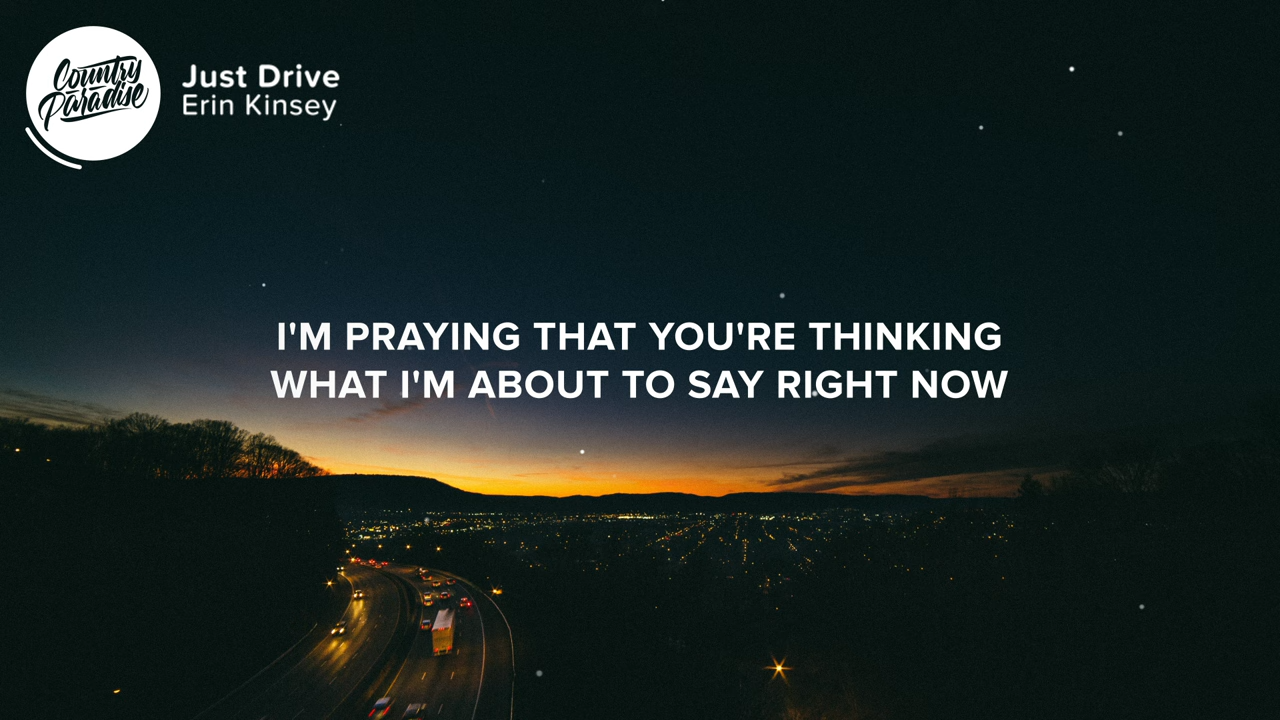 Country
Paradise
Just Drive
Erin Kinsey
I'M PRAYING THAT YOU'RE THINKING
WHAT I'M ABOUT TO SAY RIGHT NOW